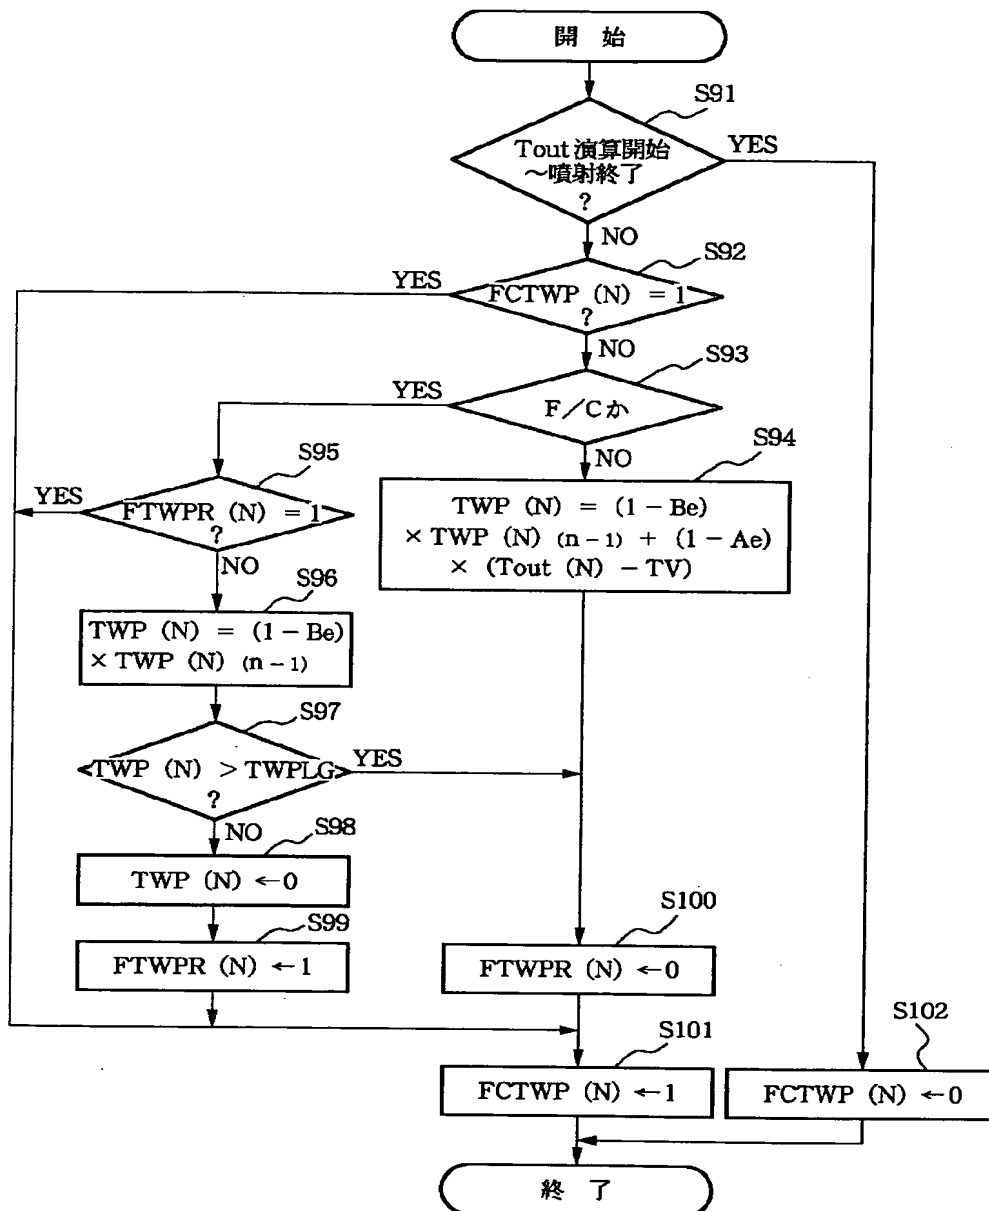 開 始
S91
Tout 演算開始
～噴射終了
?
YES
NO
S92
YES
FCTWP (N) = 1
?
NO
S93
YES
F／Cか
NO
S94
TWP (N) = (1 − Be)
× TWP (N) (n − 1) + (1 − Ae)
× (Tout (N) − TV)
S95
YES
FTWPR (N) = 1
?
NO
S96
TWP (N) = (1 − Be)
× TWP (N) (n − 1)
S97
TWP (N) > TWPLG
?
YES
NO
S98
TWP (N) ←0
S99
FTWPR (N) ←1
S100
FTWPR (N) ←0
S101
FCTWP (N) ←1
S102
FCTWP (N) ←0
終 了